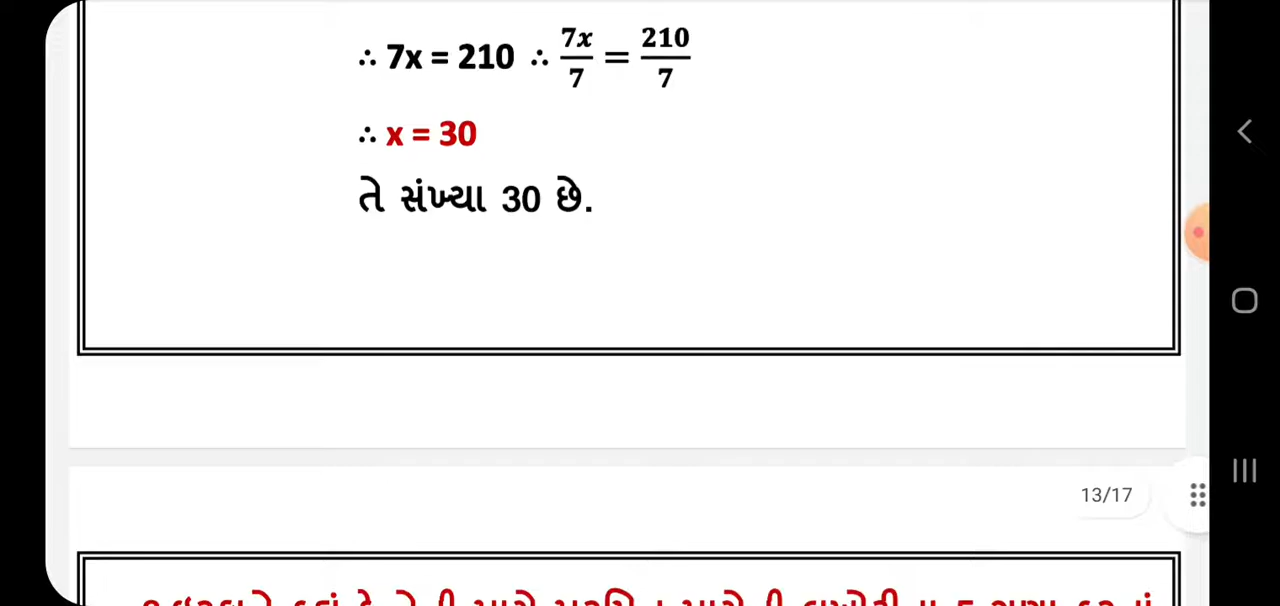 ∴ 7x = 210 ∴ 7x/7 = 210/7
∴ x = 30
તે સંખ્યા 30 છે.
13/17